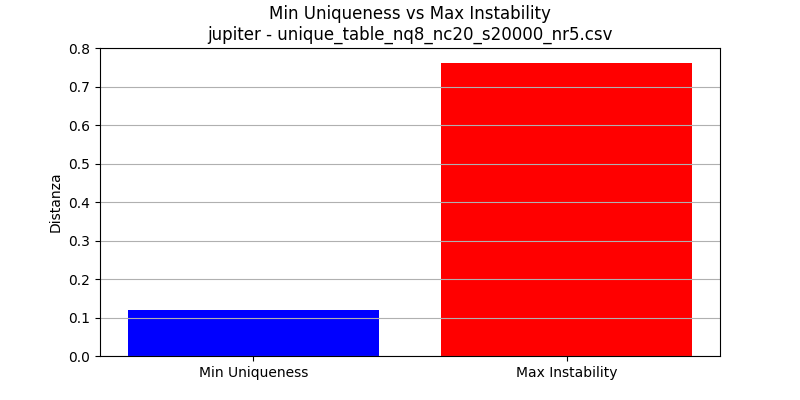 Min Uniqueness vs Max Instability
jupiter - unique_table_nq8_nc20_s20000_nr5.csv
Distanza
0.8
0.7
0.6
0.5
0.4
0.3
0.2
0.1
0.0
Min Uniqueness
Max Instability